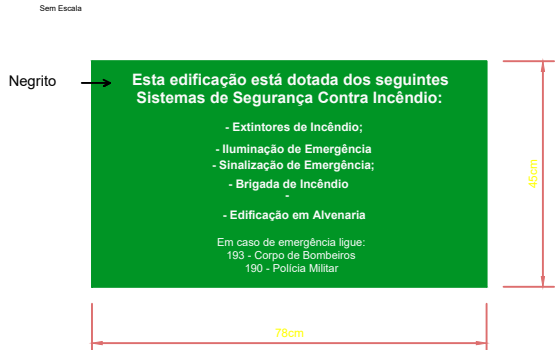 Sem Escala
Negrito
Esta edificação está dotada dos seguintes
Sistemas de Segurança Contra Incêndio:
- Extintores de Incêndio;
- Iluminação de Emergência
- Sinalização de Emergência;
- Brigada de Incêndio
-
- Edificação em Alvenaria
Em caso de emergência ligue:
193 - Corpo de Bombeiros
190 - Polícia Militar
45cm
78cm